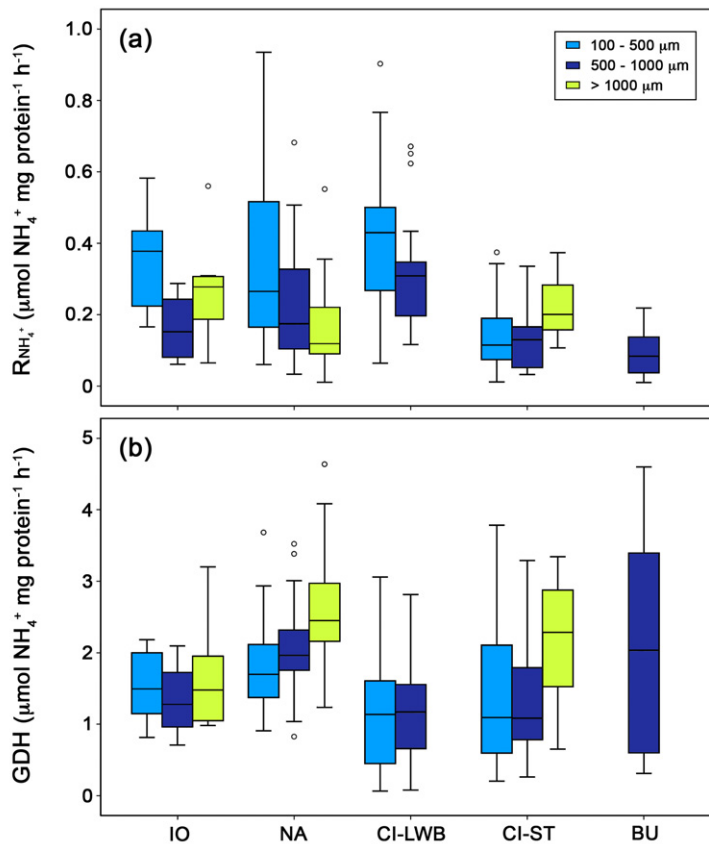 (a)
100 - 500 μm
500 - 1000 μm
> 1000 μm
1.0
0.8
0.6
0.4
0.2
0
R_NH₄⁺ (μmol NH₄⁺ mg protein⁻¹ h⁻¹)
(b)
5
4
3
2
1
0
GDH (μmol NH₄⁺ mg protein⁻¹ h⁻¹)
IO NA CI-LWB CI-ST BU